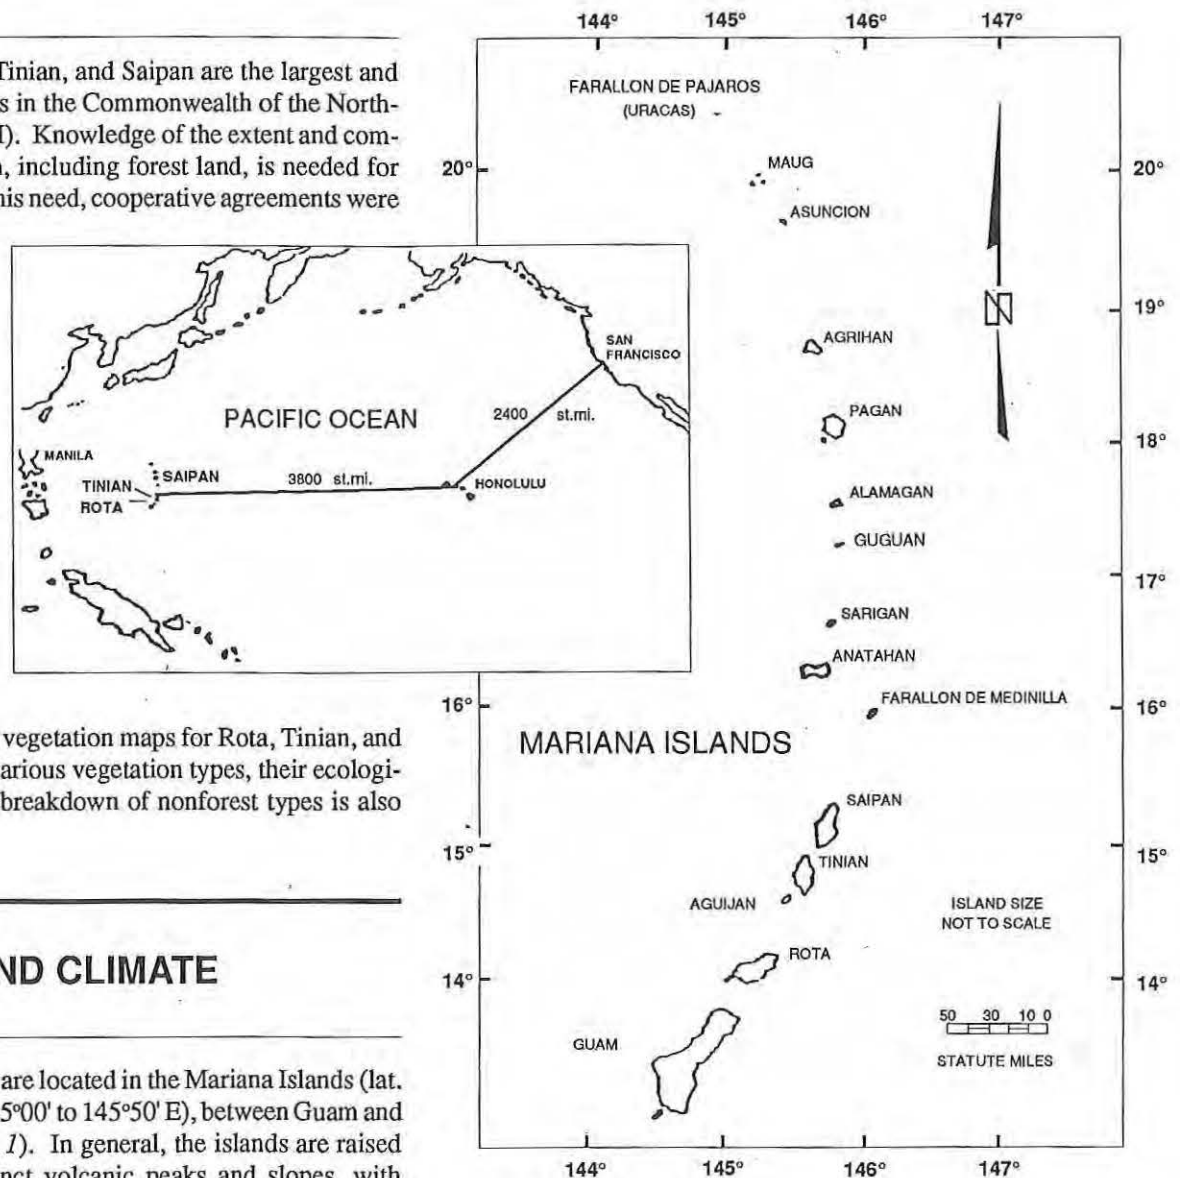 Tinian, and Saipan are the largest and
s in the Commonwealth of the North-
I). Knowledge of the extent and com-
n, including forest land, is needed for
his need, cooperative agreements were
vegetation maps for Rota, Tinian, and
arious vegetation types, their ecologi-
breakdown of nonforest types is also
ND CLIMATE
are located in the Mariana Islands (lat.
5°00' to 145°50' E), between Guam and
1). In general, the islands are raised
nct volcanic peaks and slopes, with
SAN
FRANCISCO
PACIFIC OCEAN
2400 st.mi.
MANILA
SAIPAN
TINIAN
3800 st.mi.
HONOLULU
ROTA
144° 145° 146° 147°
FARALLON DE PAJAROS
(URACAS)
MAUG
20° 20°
ASUNCION
N
19°
AGRIHAN
PAGAN
18°
ALAMAGAN
GUGUAN
17°
SARIGAN
ANATAHAN
FARALLON DE MEDINILLA
16° 16°
MARIANA ISLANDS
SAIPAN
15° 15°
TINIAN
AGUIJAN
ISLAND SIZE
NOT TO SCALE
ROTA
14° 14°
50 30 10 0
GUAM
STATUTE MILES
144° 145° 146° 147°